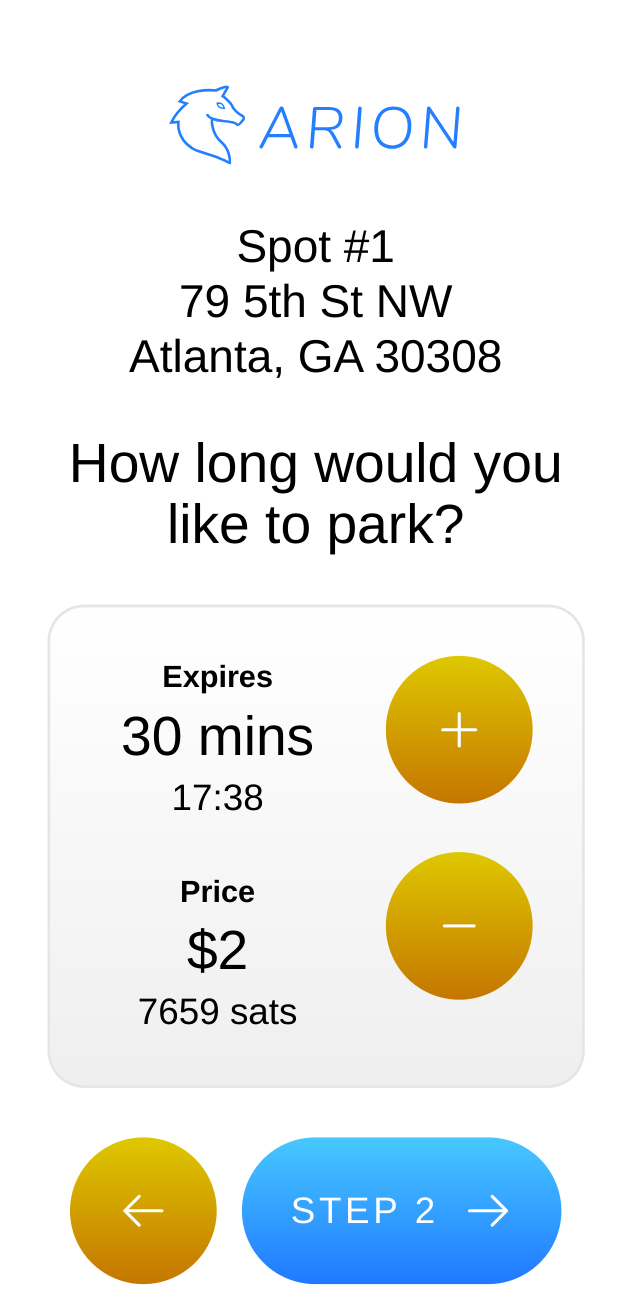 ARION
Spot #1
79 5th St NW
Atlanta, GA 30308
How long would you
like to park?
Expires
30 mins
17:38
Price
$2
7659 sats
STEP 2